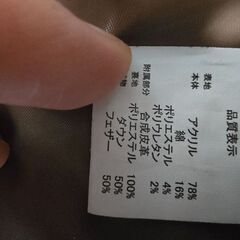 品質表示
表地
本体 アクリル 78%
綿 16%
ポリエステル 4%
ポリウレタン 2%
附属部分 合成皮革
裏地 ポリエステル 100%
物 ダウン 50%
フェザー 50%